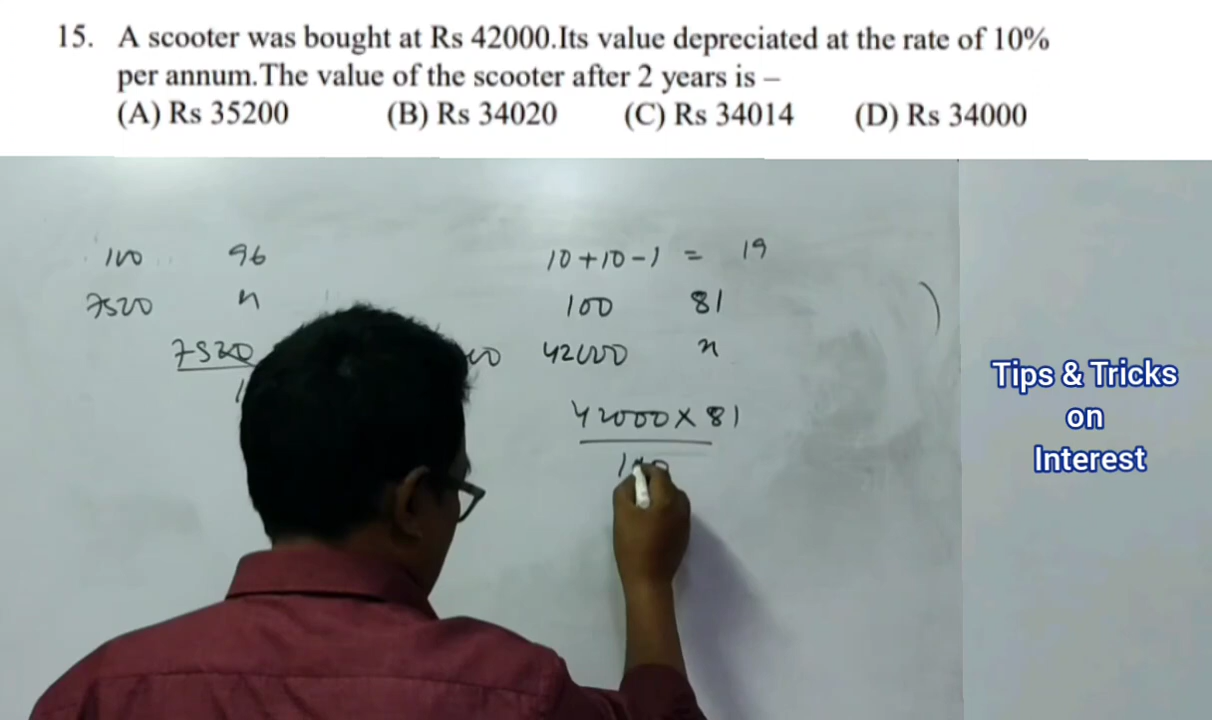 15. A scooter was bought at Rs 42000.Its value depreciated at the rate of 10%
per annum.The value of the scooter after 2 years is –
(A) Rs 35200 (B) Rs 34020 (C) Rs 34014 (D) Rs 34000
100 96
7520 n
7520
10+10-1 = 19
100 81
42000 n
42000 × 81
100
)
Tips & Tricks
on
Interest